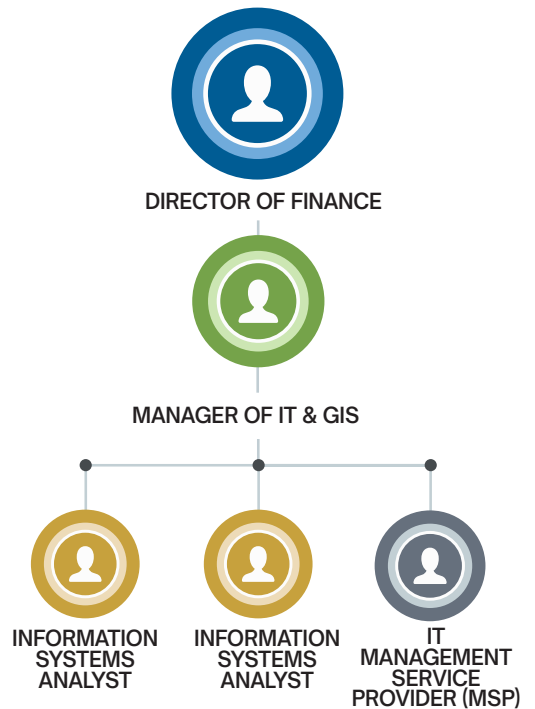 DIRECTOR OF FINANCE
MANAGER OF IT & GIS
INFORMATION
SYSTEMS
ANALYST
INFORMATION
SYSTEMS
ANALYST
IT
MANAGEMENT
SERVICE
PROVIDER (MSP)